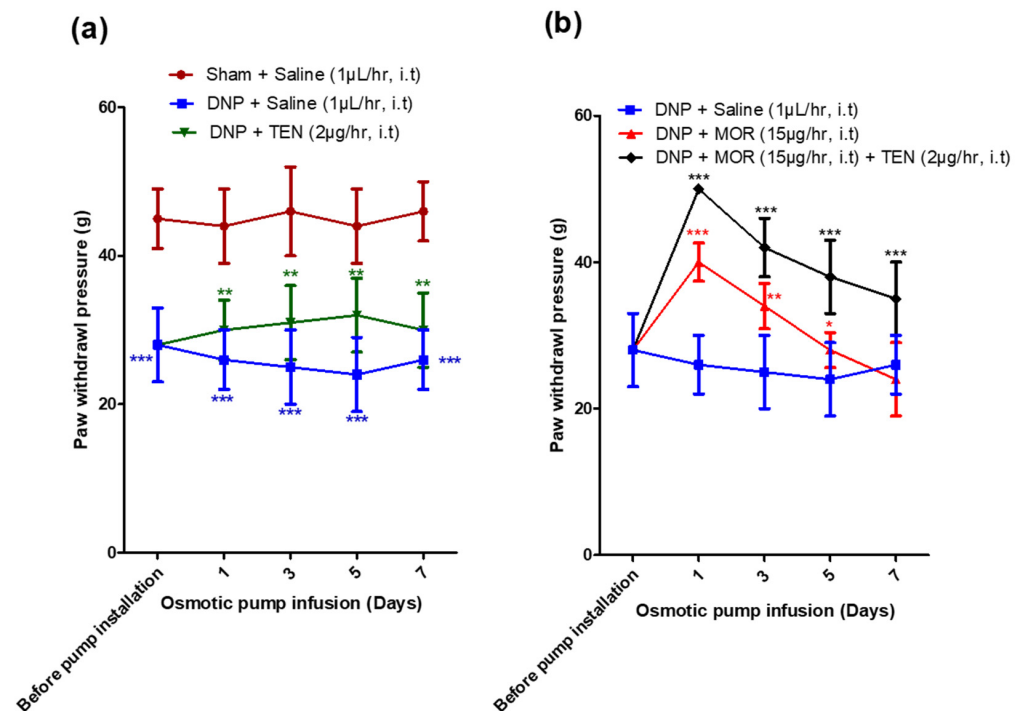 (a)
Sham + Saline (1µL/hr, i.t)
DNP + Saline (1µL/hr, i.t)
DNP + TEN (2µg/hr, i.t)
60
40
20
0
Paw withdrawl pressure (g)
**
**
**
**
***
***
***
***
***
Before pump installation
1
3
5
7
Osmotic pump infusion (Days)
(b)
DNP + Saline (1µL/hr, i.t)
DNP + MOR (15µg/hr, i.t)
DNP + MOR (15µg/hr, i.t) + TEN (2µg/hr, i.t)
60
40
20
0
Paw withdrawl pressure (g)
***
***
***
***
***
**
*
Before pump installation
1
3
5
7
Osmotic pump infusion (Days)